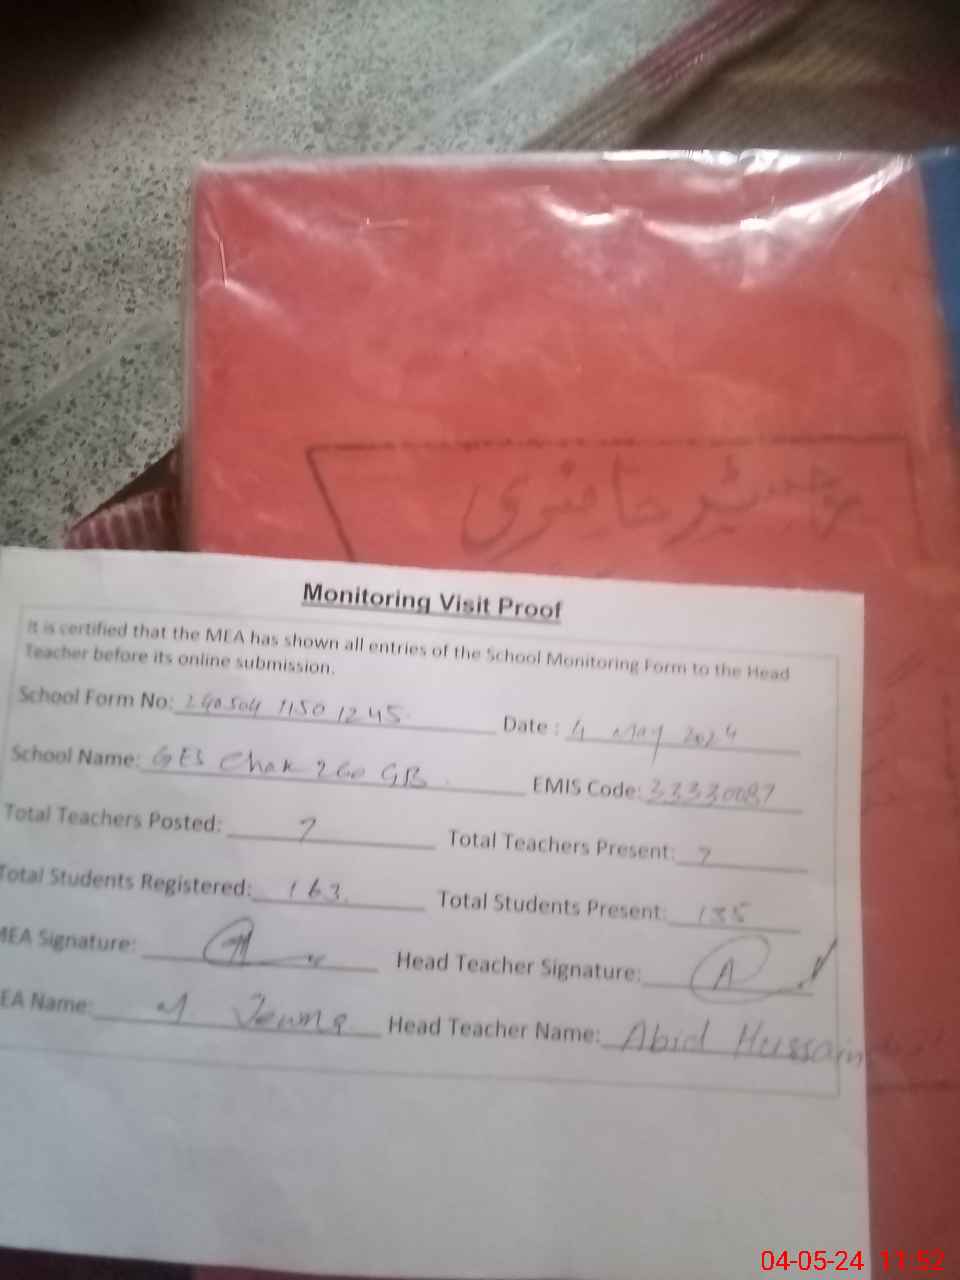 رجسٹر حاضری
Monitoring Visit Proof
It is certified that the MEA has shown all entries of the School Monitoring Form to the Head
Teacher before its online submission.
School Form No: 240504 1150 1245 Date : 4 May 2024
School Name: GES Chak 260 GB EMIS Code: 33330087
Total Teachers Posted: 7 Total Teachers Present: 7
Total Students Registered: 163 Total Students Present: 135
MEA Signature: Head Teacher Signature: A
EA Name: M Head Teacher Name: Abid Hussain
04-05-24 11:52